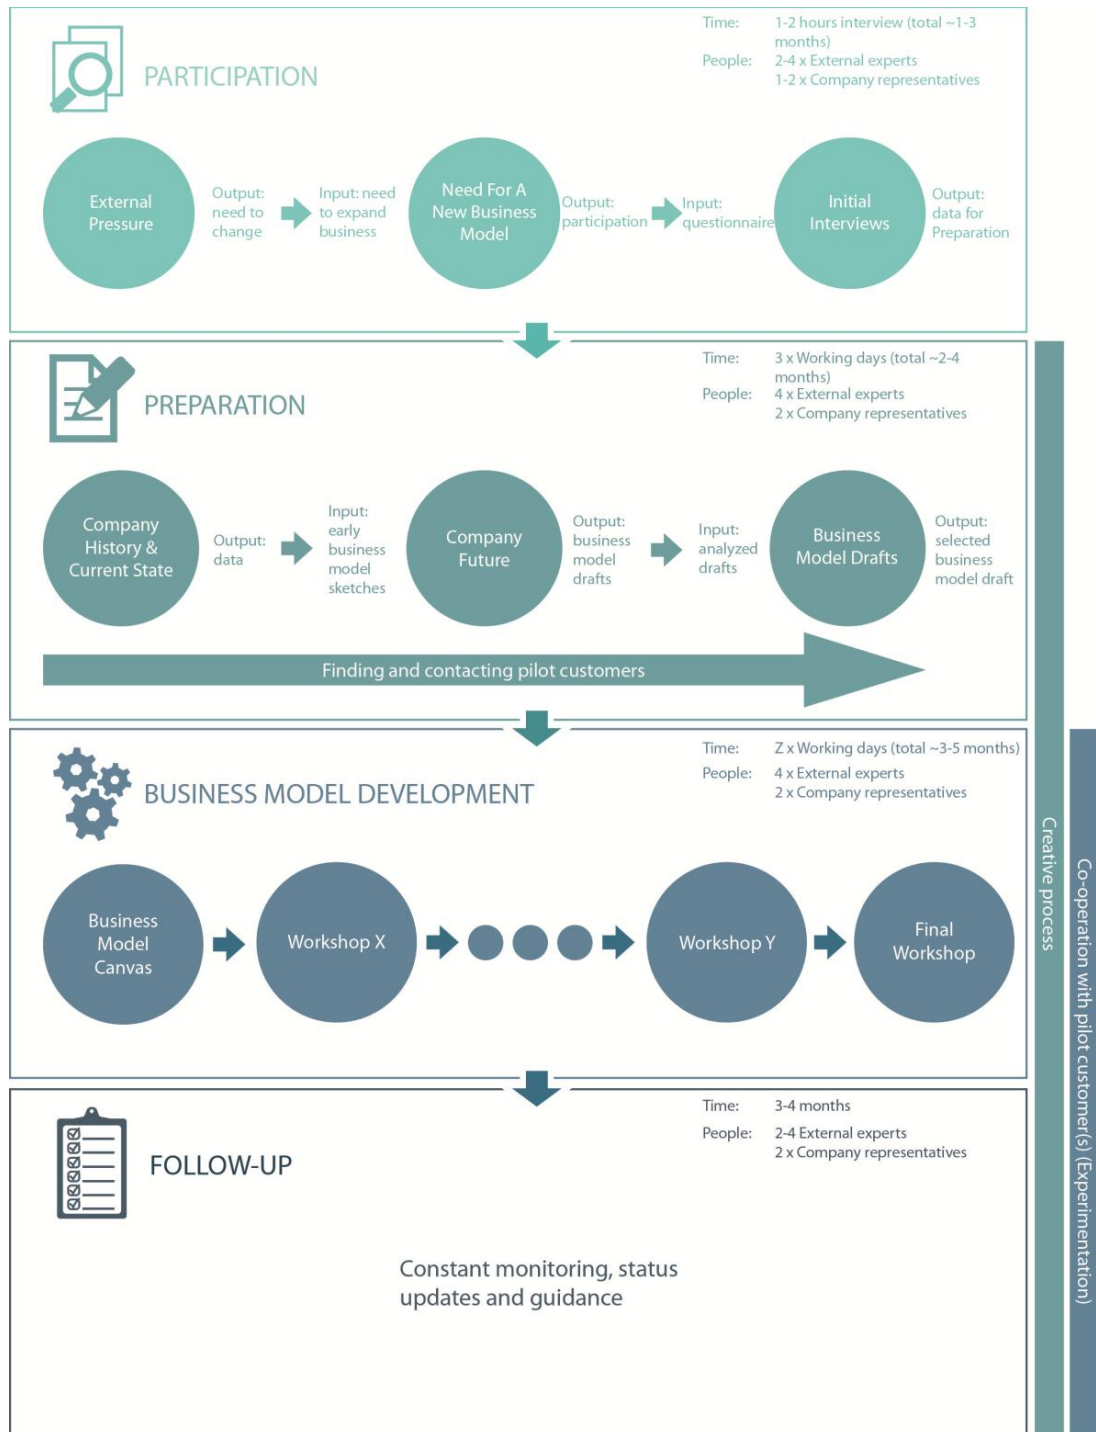 Time: 1-2 hours interview (total ~1-3
months)
People: 2-4 x External experts
1-2 x Company representatives
PARTICIPATION
External
Pressure
Output:
need to
change
Input: need
to expand
business
Need For A
New Business
Model
Output:
participation
Input:
questionnaire
Initial
Interviews
Output:
data for
Preparation
Time: 3 x Working days (total ~2-4
months)
People: 4 x External experts
2 x Company representatives
PREPARATION
Company
History &
Current State
Output:
data
Input:
early
business
model
sketches
Company
Future
Output:
business
model
drafts
Input:
analyzed
drafts
Business
Model Drafts
Output:
selected
business
model draft
Finding and contacting pilot customers
Time: Z x Working days (total ~3-5 months)
People: 4 x External experts
2 x Company representatives
BUSINESS MODEL DEVELOPMENT
Business
Model
Canvas
Workshop X
Workshop Y
Final
Workshop
Time: 3-4 months
People: 2-4 External experts
2 x Company representatives
FOLLOW-UP
Constant monitoring, status
updates and guidance
Creative process
Co-operation with pilot customer(s) (Experimentation)